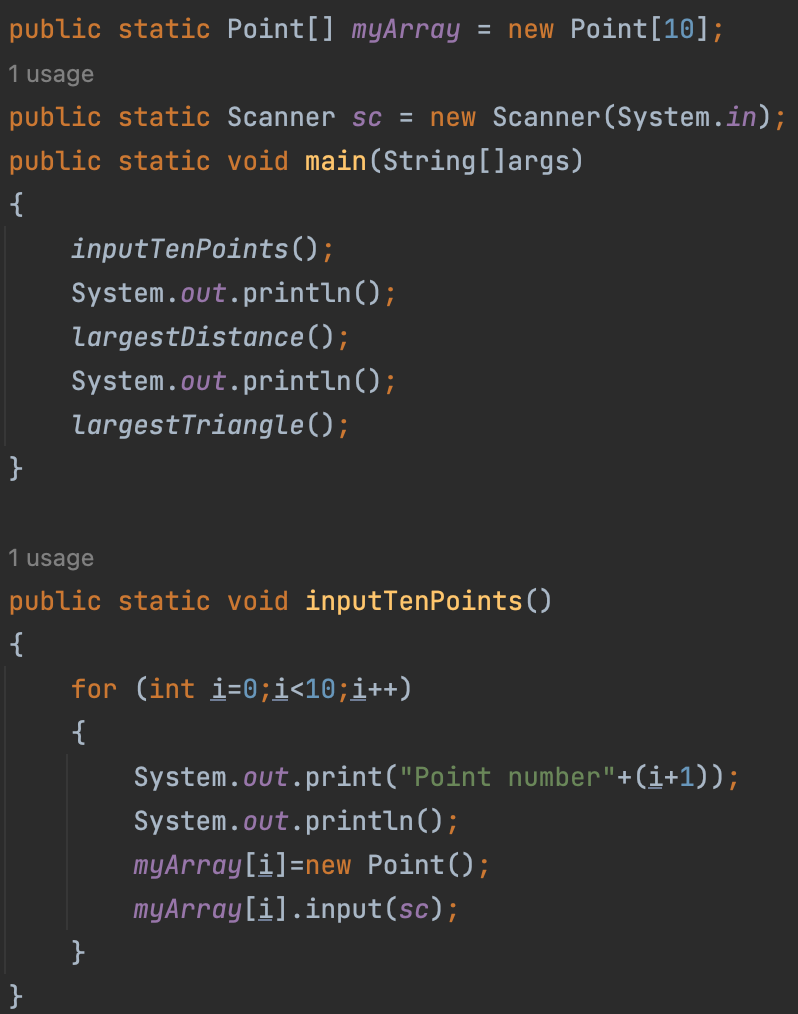 public static Point[] myArray = new Point[10];
1 usage
public static Scanner sc = new Scanner(System.in);
public static void main(String[]args)
{
    inputTenPoints();
    System.out.println();
    largestDistance();
    System.out.println();
    largestTriangle();
}
1 usage
public static void inputTenPoints()
{
    for (int i=0;i<10;i++)
    {
        System.out.print("Point number"+(i+1));
        System.out.println();
        myArray[i]=new Point();
        myArray[i].input(sc);
    }
}